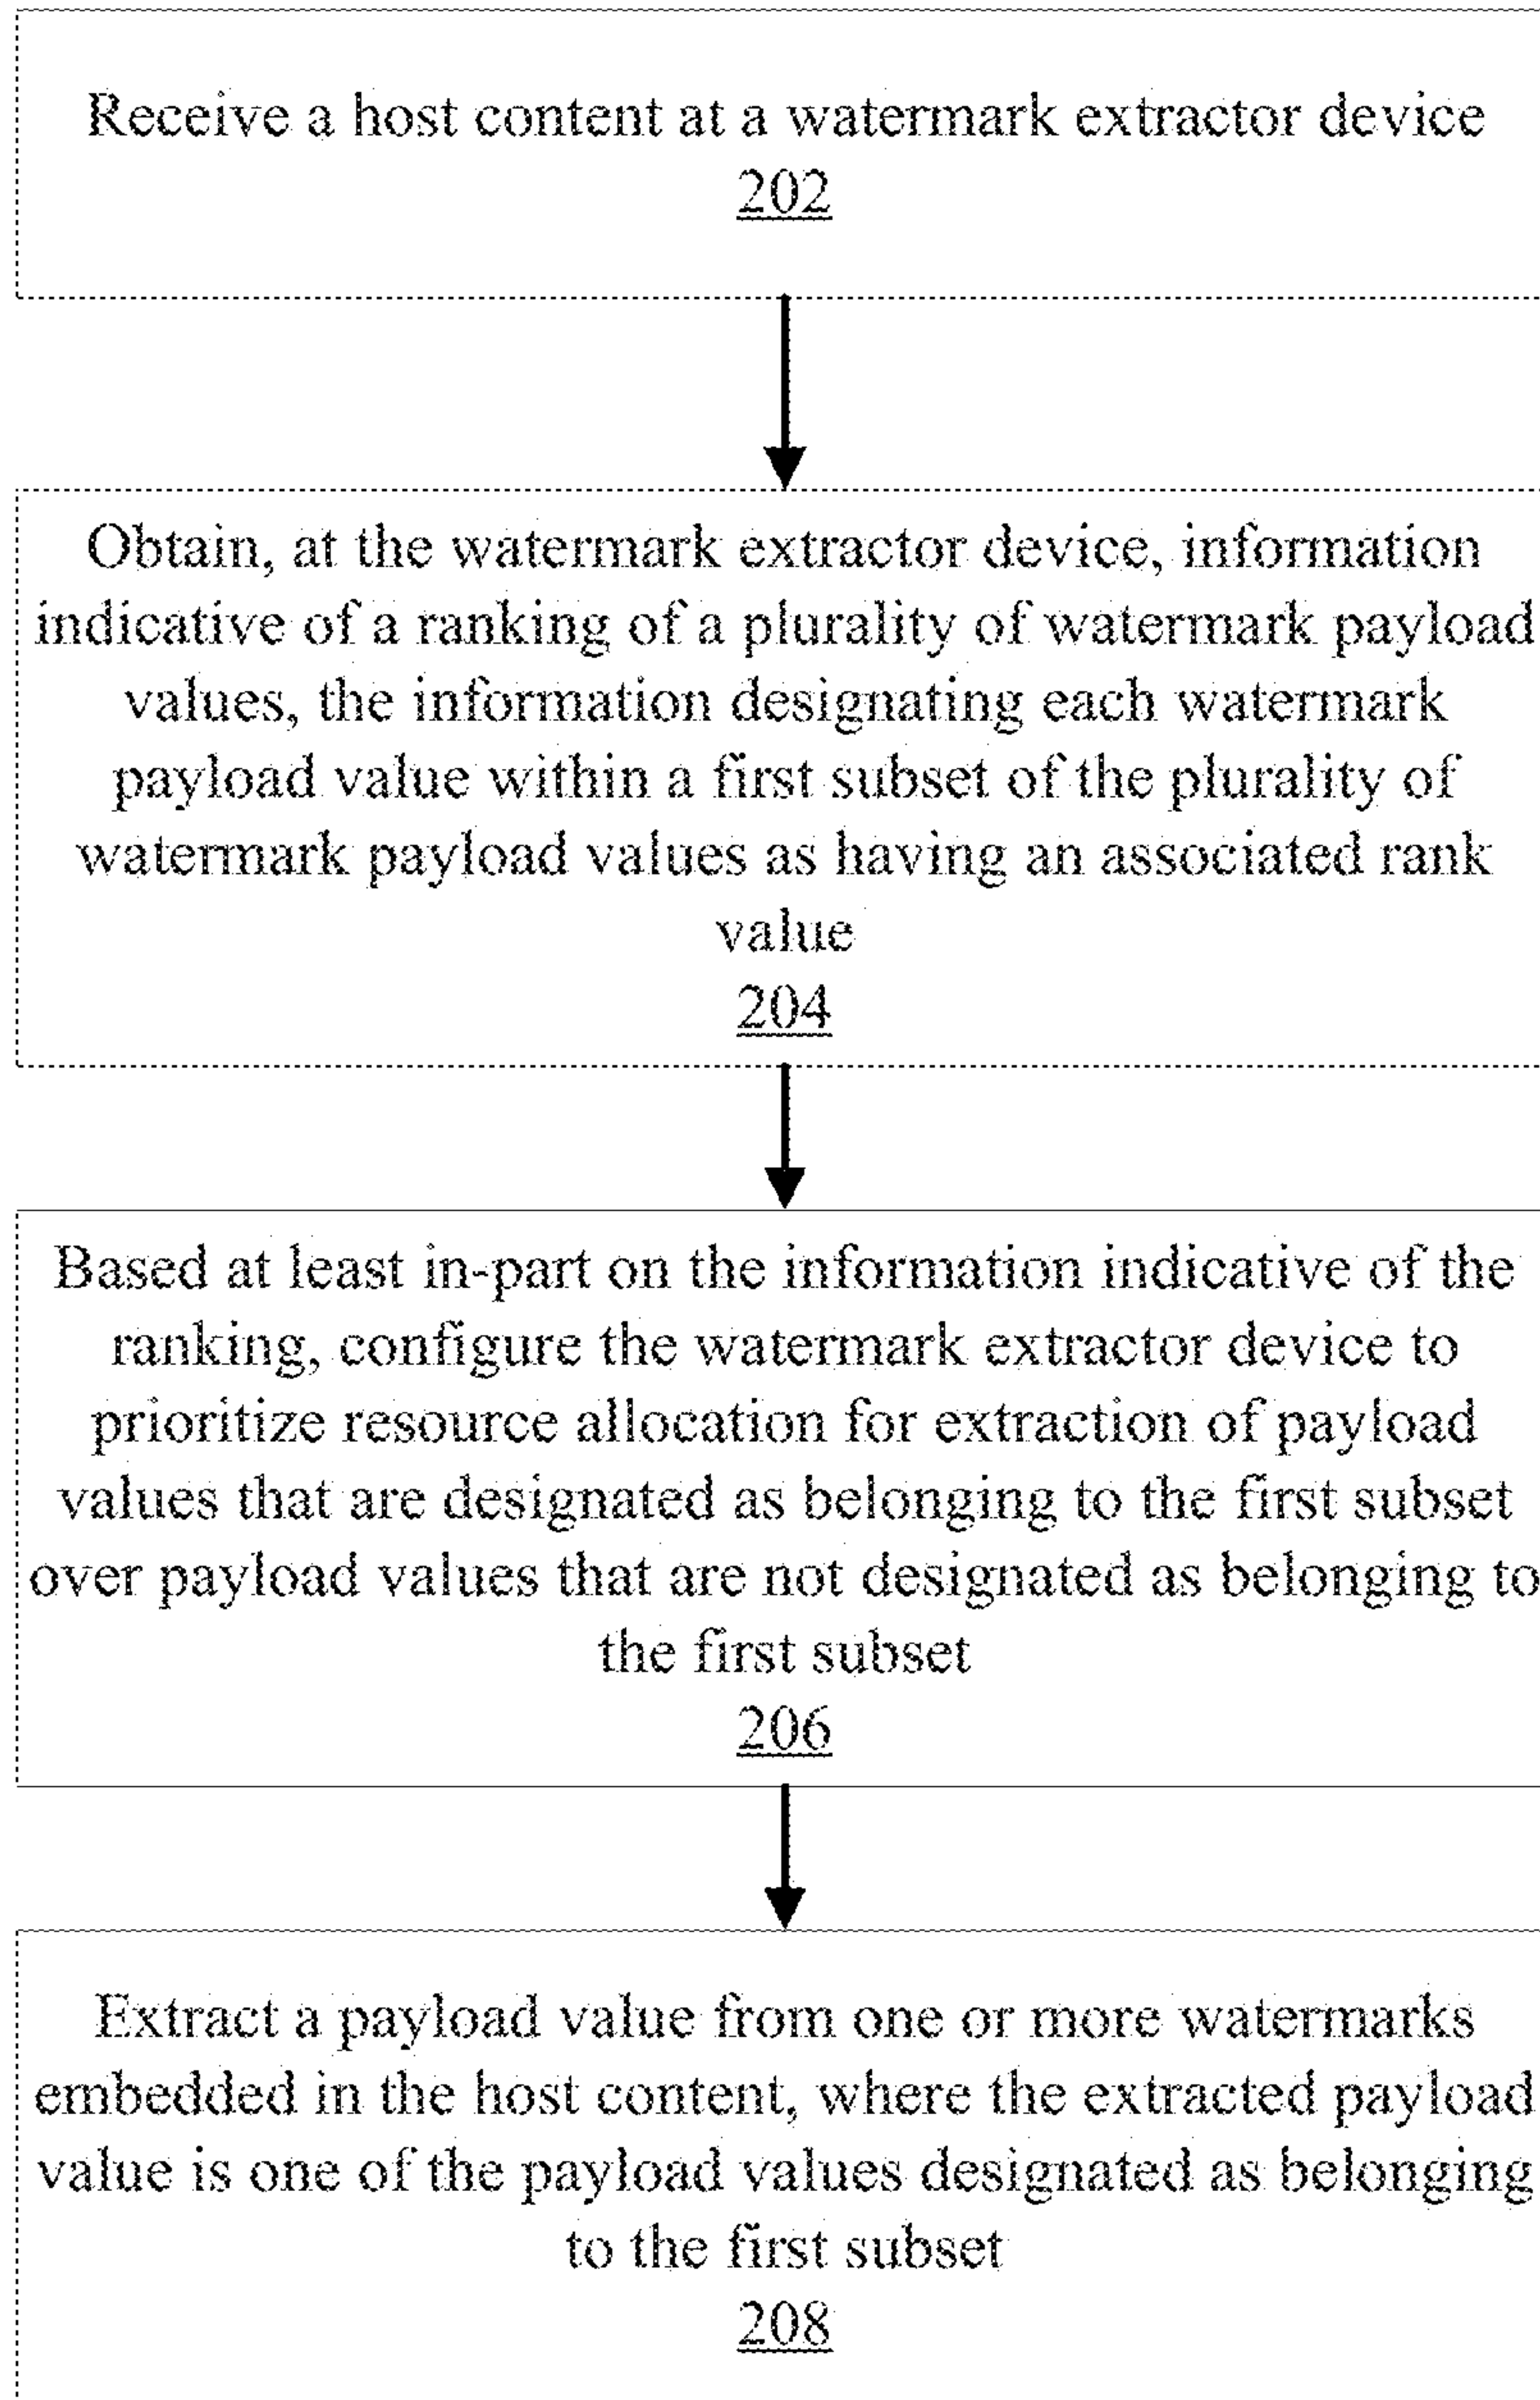 Receive a host content at a watermark extractor device
202
Obtain, at the watermark extractor device, information
indicative of a ranking of a plurality of watermark payload
values, the information designating each watermark
payload value within a first subset of the plurality of
watermark payload values as having an associated rank
value
204
Based at least in-part on the information indicative of the
ranking, configure the watermark extractor device to
prioritize resource allocation for extraction of payload
values that are designated as belonging to the first subset
over payload values that are not designated as belonging to
the first subset
206
Extract a payload value from one or more watermarks
embedded in the host content, where the extracted payload
value is one of the payload values designated as belonging
to the first subset
208